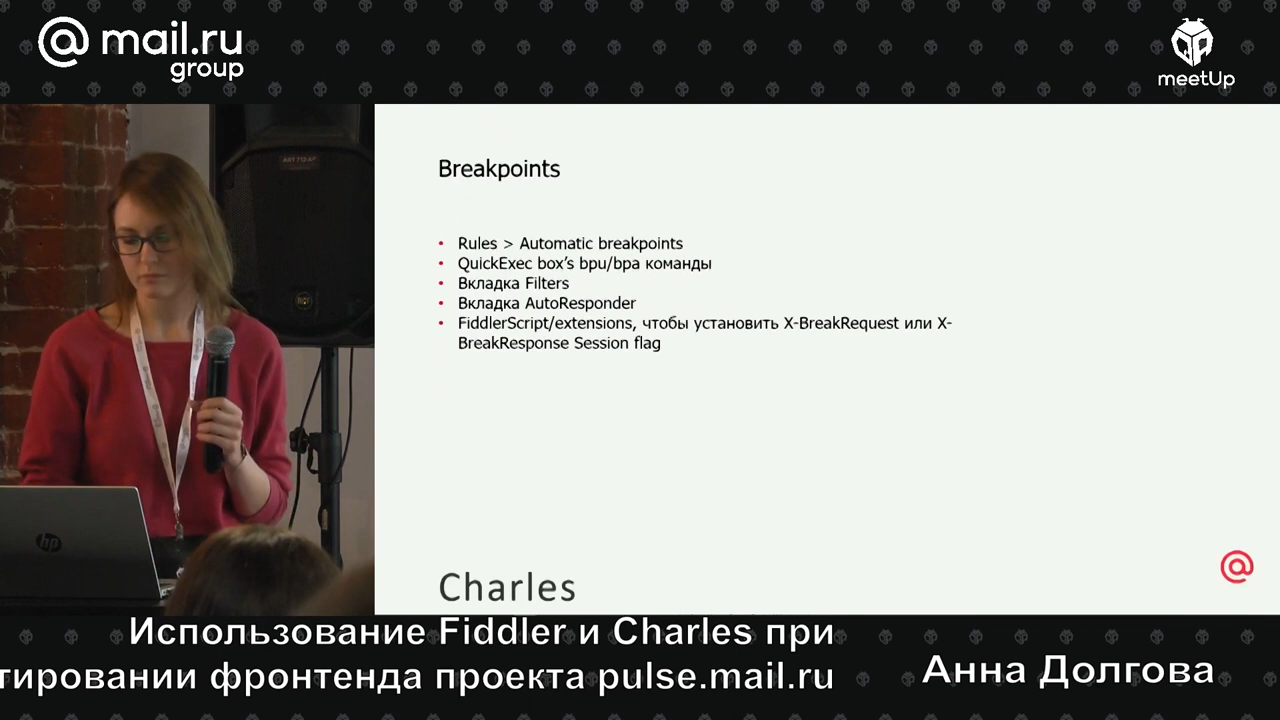 @mail.ru
group
meetUp
Breakpoints
• Rules > Automatic breakpoints
• QuickExec box’s bpu/bpa команды
• Вкладка Filters
• Вкладка AutoResponder
• FiddlerScript/extensions, чтобы установить X-BreakRequest или X-
BreakResponse Session flag
hp
Charles
@
Использование Fiddler и Charles при
тировании фронтенда проекта pulse.mail.ru
Анна Долгова